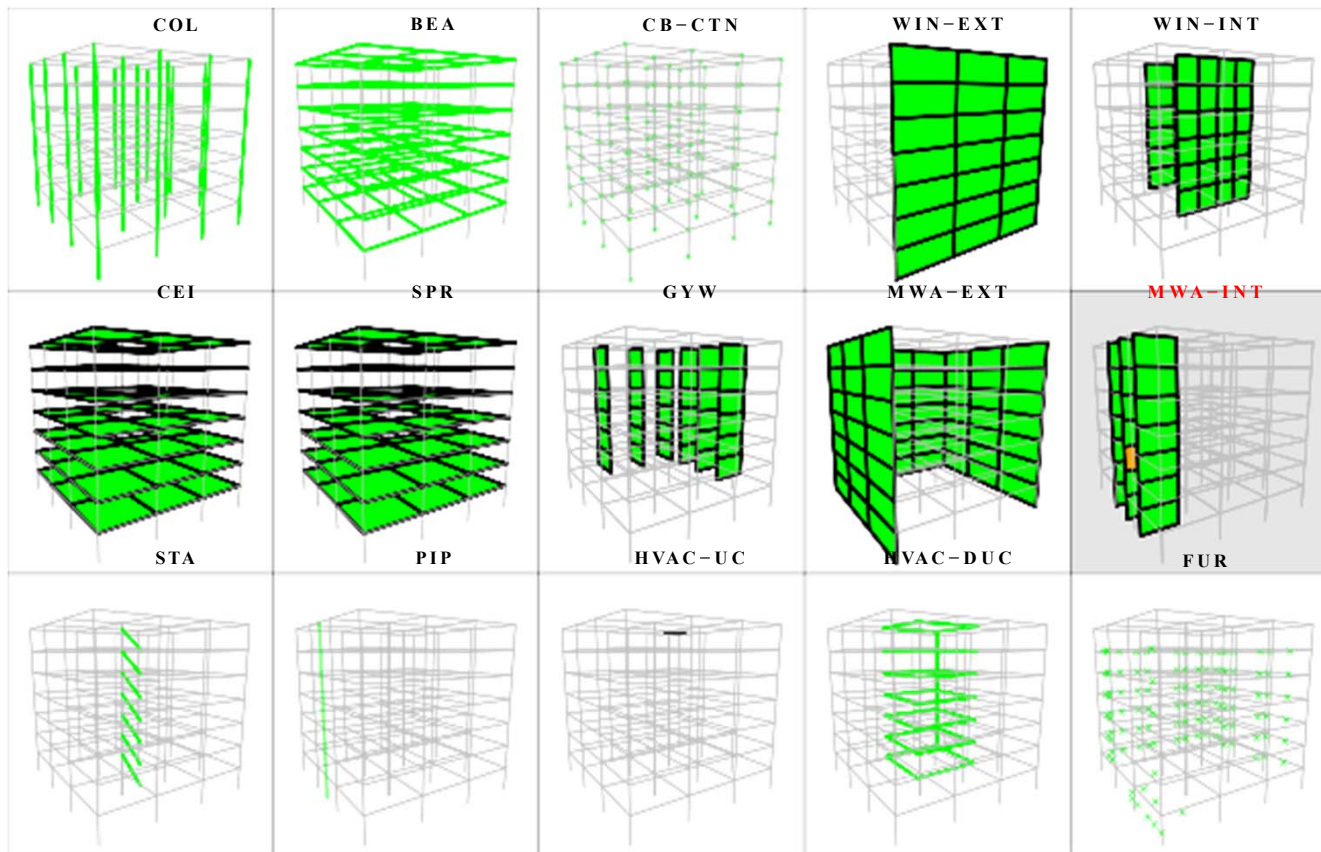 COL BEA CB-CTN WIN-EXT WIN-INT
CEI SPR GYW MWA-EXT MWA-INT
STA PIP HVAC-UC HVAC-DUC FUR